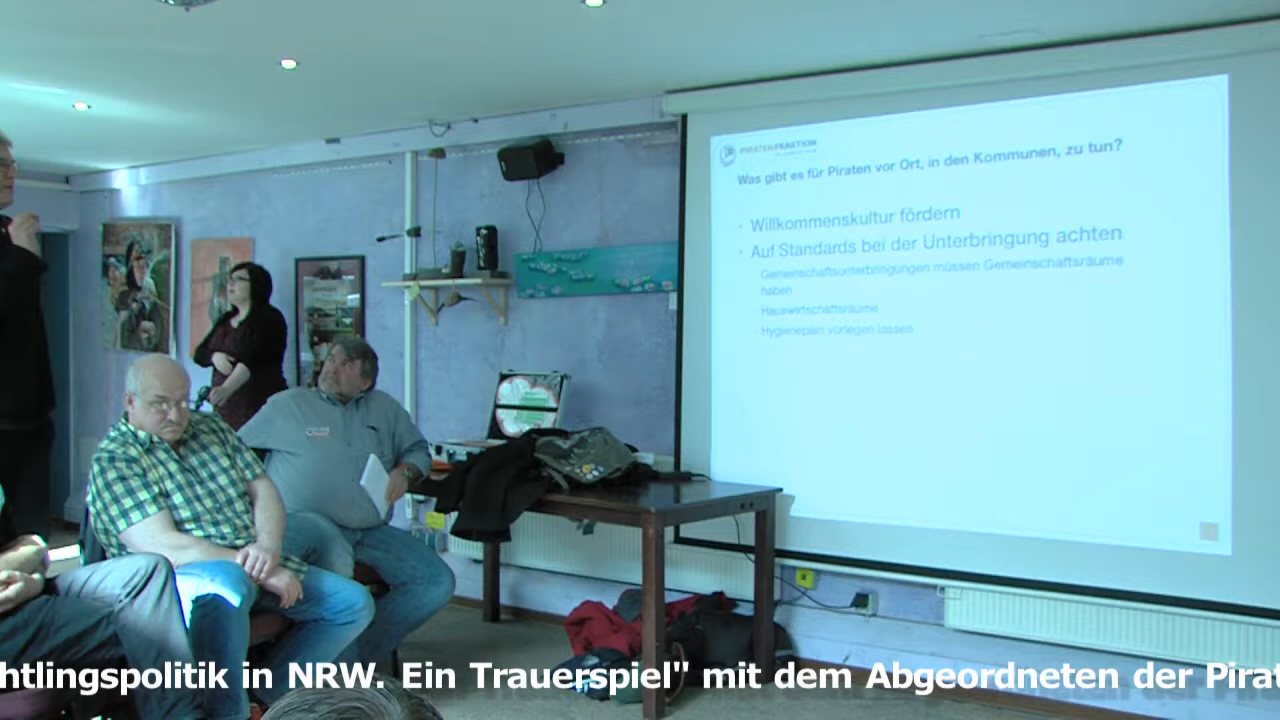 PIRATEN FRAKTION
Was gibt es für Piraten vor Ort, in den Kommunen, zu tun?
· Willkommenskultur fördern
· Auf Standards bei der Unterbringung achten
Gemeinschaftsunterbringungen müssen Gemeinschaftsräume
haben
· Hauswirtschaftsräume
· Hygieneplan vorlegen lassen
htlingspolitik in NRW. Ein Trauerspiel" mit dem Abgeordneten der Pirat